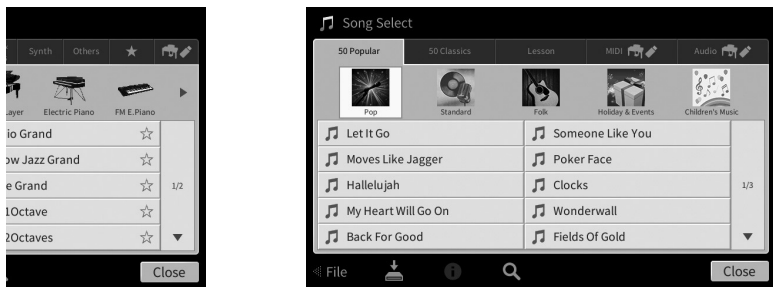 Synth Others
ayer Electric Piano FM E.Piano
io Grand
ow Jazz Grand
e Grand
1Octave
2Octaves
1/2
Close
Song Select
50 Popular 50 Classics Lesson MIDI Audio
Pop Standard Folk Holiday & Events Children's Music
Let It Go Someone Like You
Moves Like Jagger Poker Face
Hallelujah Clocks
My Heart Will Go On Wonderwall
Back For Good Fields Of Gold
1/3
File Close